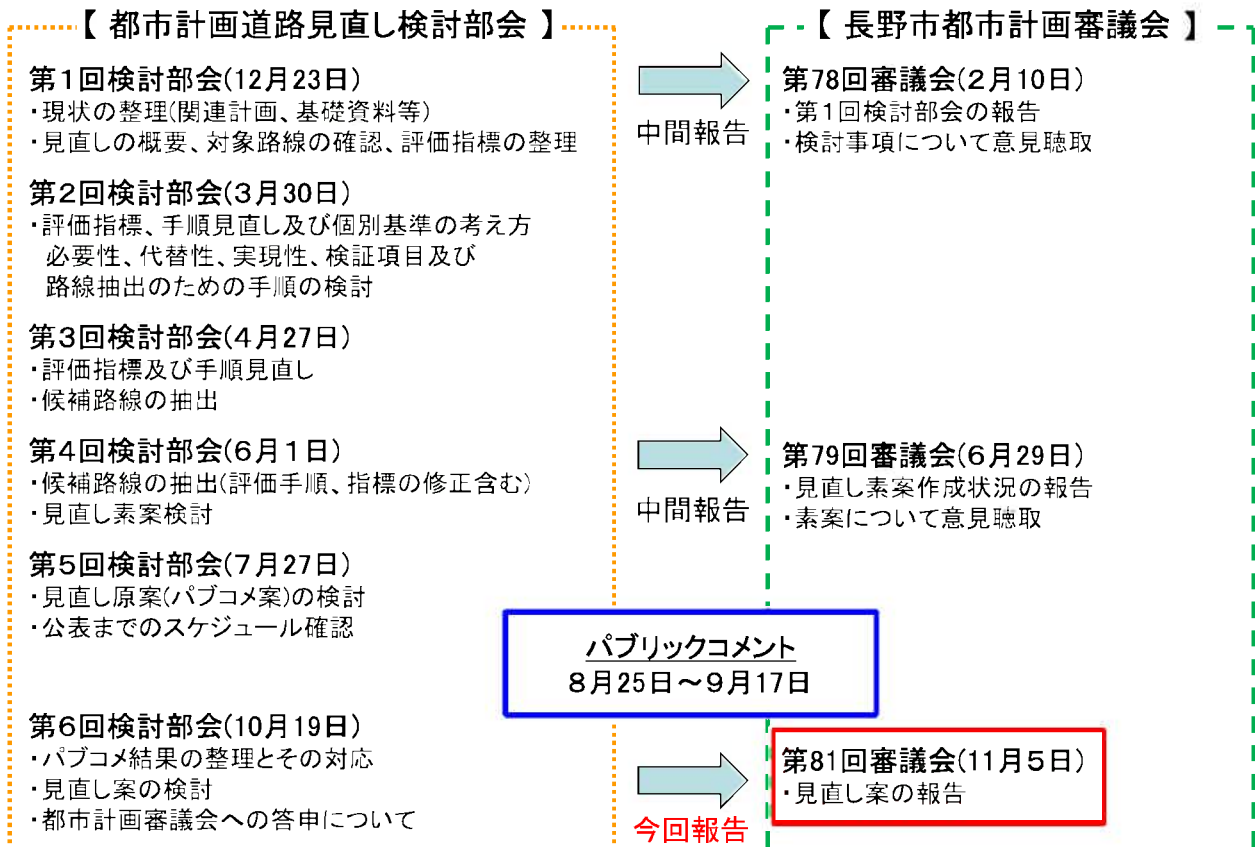 【 都市計画道路見直し検討部会 】
第1回検討部会(12月23日)
・現状の整理(関連計画、基礎資料等)
・見直しの概要、対象路線の確認、評価指標の整理
第2回検討部会(3月30日)
・評価指標、手順見直し及び個別基準の考え方
必要性、代替性、実現性、検証項目及び
路線抽出のための手順の検討
第3回検討部会(4月27日)
・評価指標及び手順見直し
・候補路線の抽出
第4回検討部会(6月1日)
・候補路線の抽出(評価手順、指標の修正含む)
・見直し素案検討
第5回検討部会(7月27日)
・見直し原案(パブコメ案)の検討
・公表までのスケジュール確認
第6回検討部会(10月19日)
・パブコメ結果の整理とその対応
・見直し案の検討
・都市計画審議会への答申について
中間報告
中間報告
パブリックコメント
8月25日～9月17日
今回報告
【 長野市都市計画審議会 】
第78回審議会(2月10日)
・第1回検討部会の報告
・検討事項について意見聴取
第79回審議会(6月29日)
・見直し素案作成状況の報告
・素案について意見聴取
第81回審議会(11月5日)
・見直し案の報告